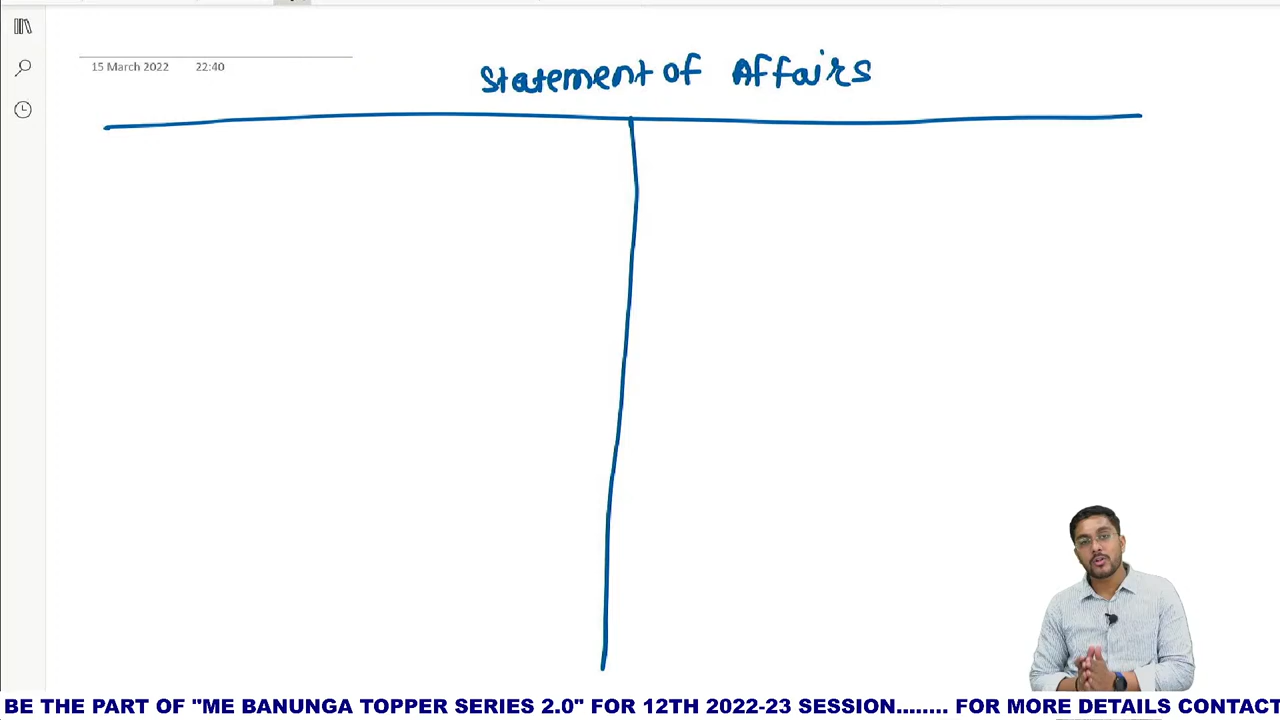 Statement of Affairs
15 March 2022 22:40
BE THE PART OF "ME BANUNGA TOPPER SERIES 2.0" FOR 12TH 2022-23 SESSION........ FOR MORE DETAILS CONTACT